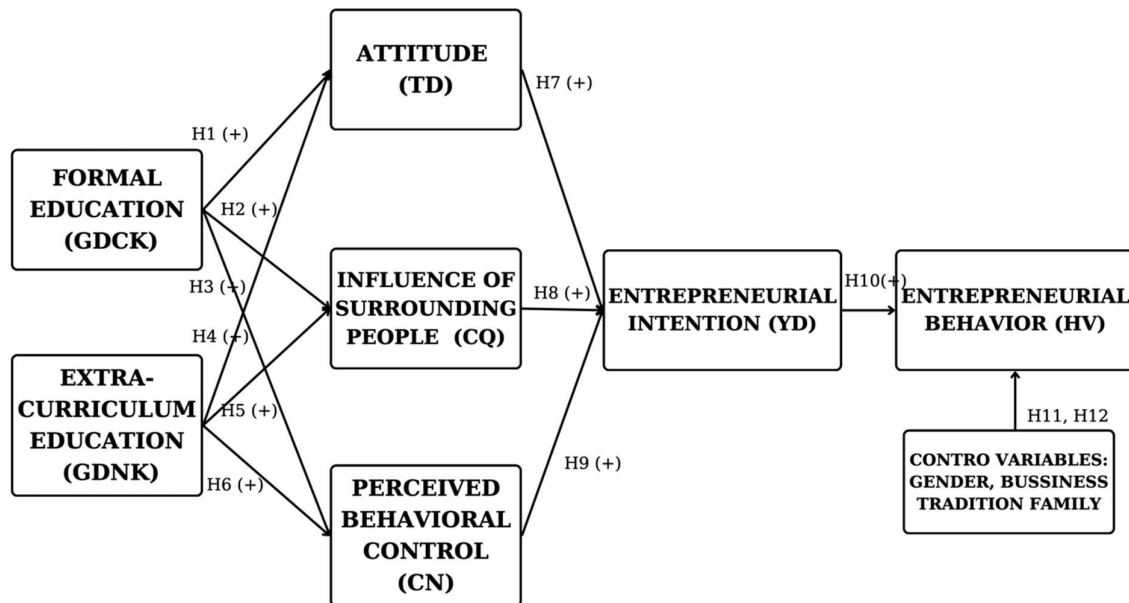 ATTITUDE
(TD)
H7 (+)
H1 (+)
FORMAL
EDUCATION
(GDCK)
H2 (+)
H3 (+)
INFLUENCE OF
SURROUNDING
PEOPLE (CQ)
H8 (+)
ENTREPRENEURIAL
INTENTION (YD)
H10(+)
ENTREPRENEURIAL
BEHAVIOR (HV)
H4 (+)
EXTRA-
CURRICULUM
EDUCATION
(GDNK)
H5 (+)
H6 (+)
H11, H12
CONTRO VARIABLES:
GENDER, BUSSINESS
TRADITION FAMILY
H9 (+)
PERCEIVED
BEHAVIORAL
CONTROL
(CN)